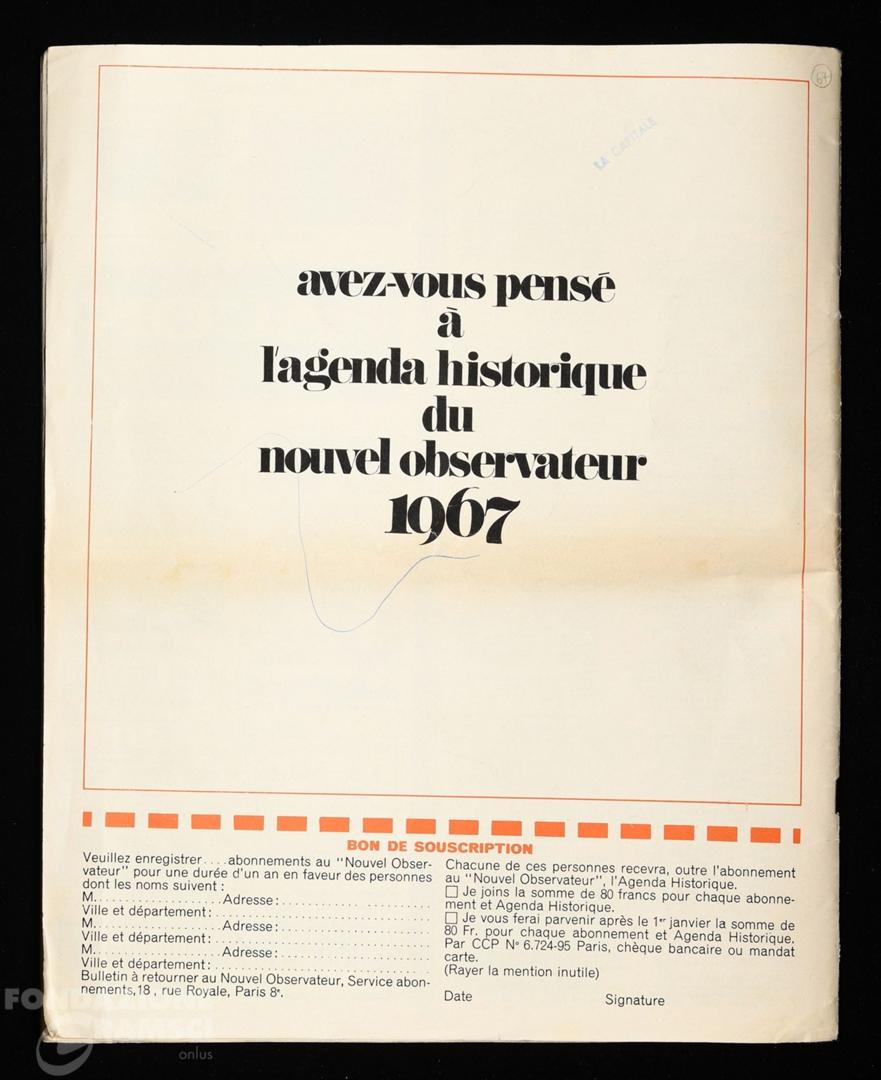 67
LA CAPITALE
avez-vous pensé
à
l'agenda historique
du
nouvel observateur
1967
BON DE SOUSCRIPTION
Veuillez enregistrer.... abonnements au "Nouvel Obser-
vateur" pour une durée d'un an en faveur des personnes
dont les noms suivent :
M. Adresse:
Ville et département:
M. Adresse:
Ville et département:
M. Adresse:
Ville et département:
Bulletin à retourner au Nouvel Observateur, Service abon-
nements, 18, rue Royale, Paris 8e.
Chacune de ces personnes recevra, outre l'abonnement
au "Nouvel Observateur", l'Agenda Historique.
☐ Je joins la somme de 80 francs pour chaque abonne-
ment et Agenda Historique.
☐ Je vous ferai parvenir après le 1er janvier la somme de
80 Fr. pour chaque abonnement et Agenda Historique.
Par CCP N° 6.724-95 Paris, chèque bancaire ou mandat
carte.
(Rayer la mention inutile)
Date Signature
onlus